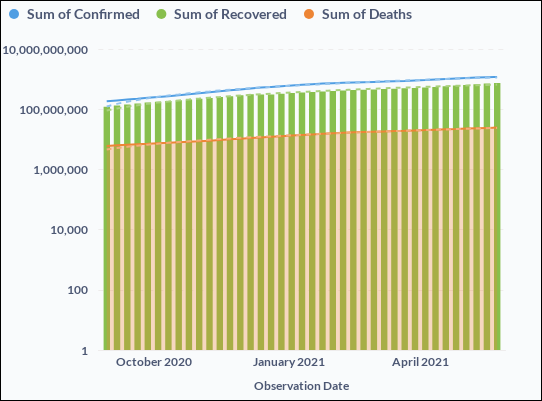 Sum of Confirmed Sum of Recovered Sum of Deaths
10,000,000,000
100,000,000
1,000,000
10,000
100
1
October 2020 January 2021 April 2021
Observation Date